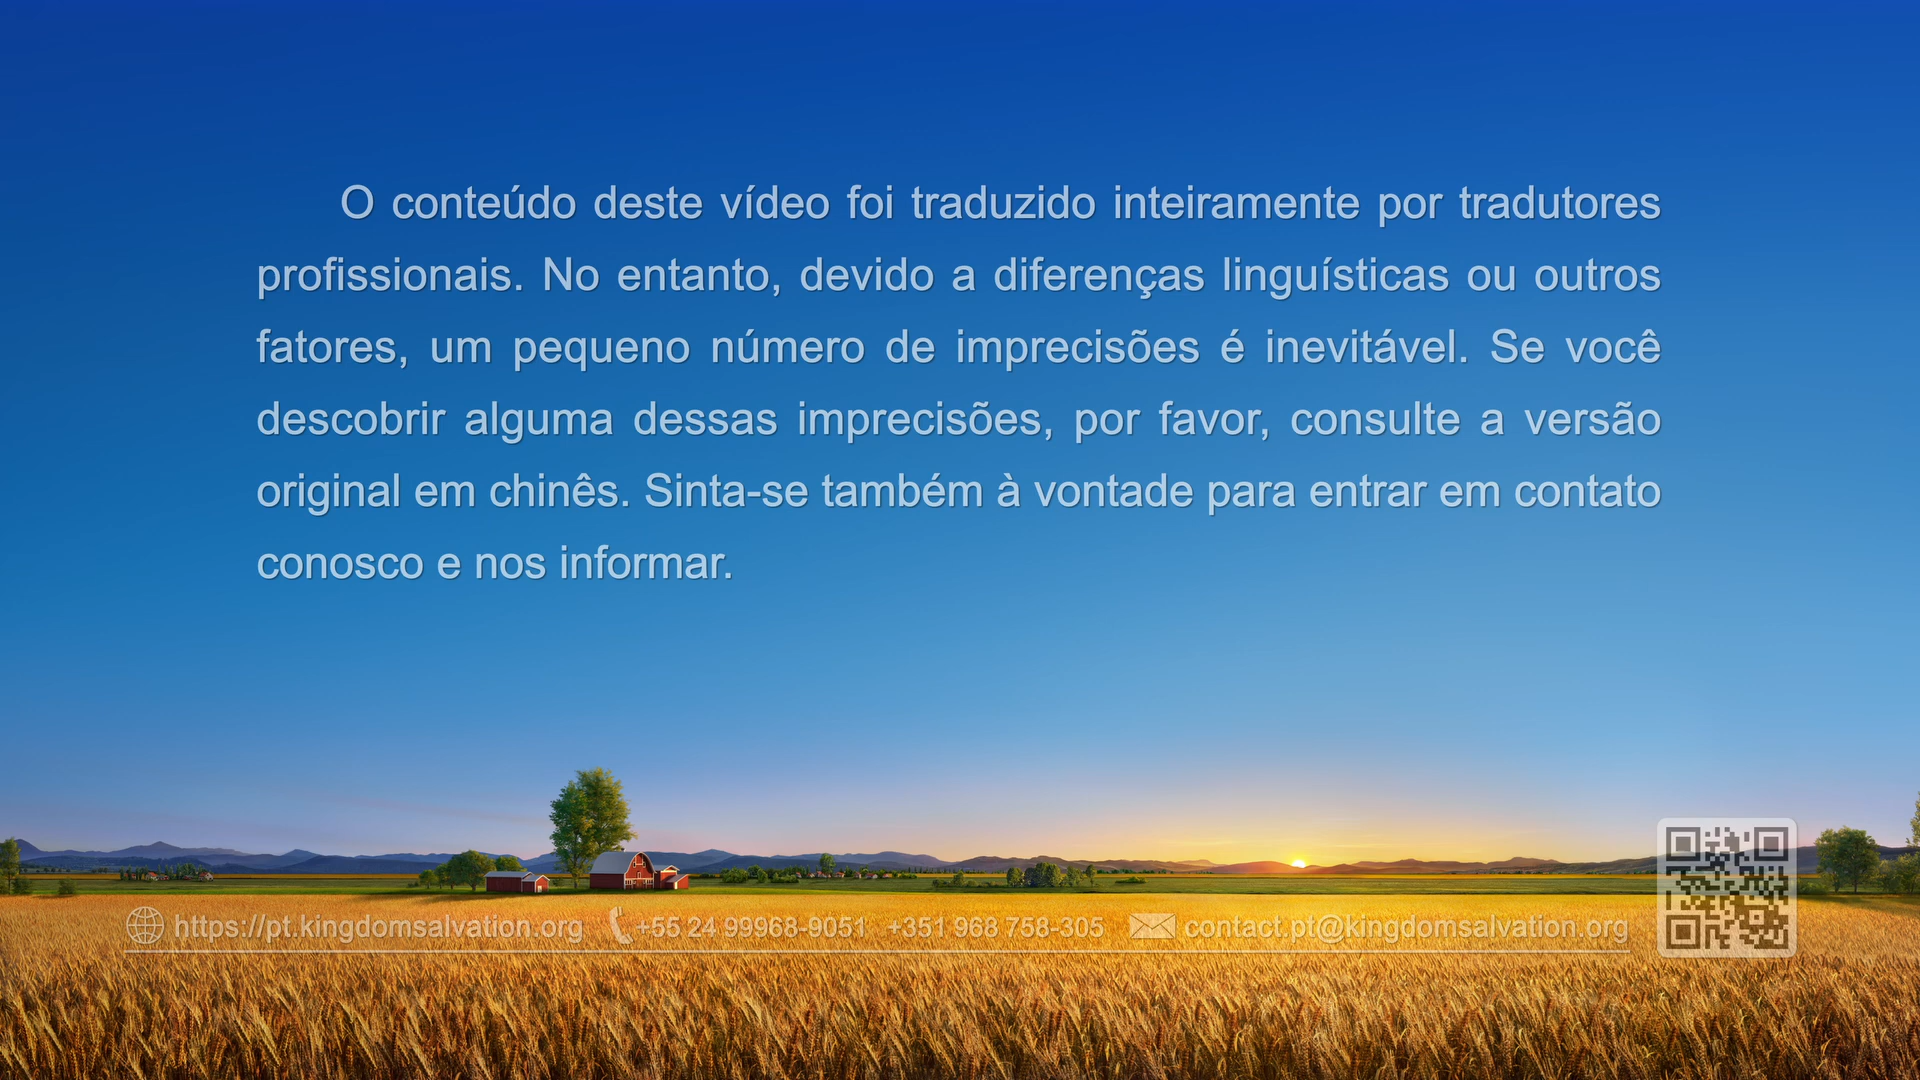 O conteúdo deste vídeo foi traduzido inteiramente por tradutores
profissionais. No entanto, devido a diferenças linguísticas ou outros
fatores, um pequeno número de imprecisões é inevitável. Se você
descobrir alguma dessas imprecisões, por favor, consulte a versão
original em chinês. Sinta-se também à vontade para entrar em contato
conosco e nos informar.
https://pt.kingdomsalvation.org +55 24 99968-9051 +351 968 758-305 contact.pt@kingdomsalvation.org